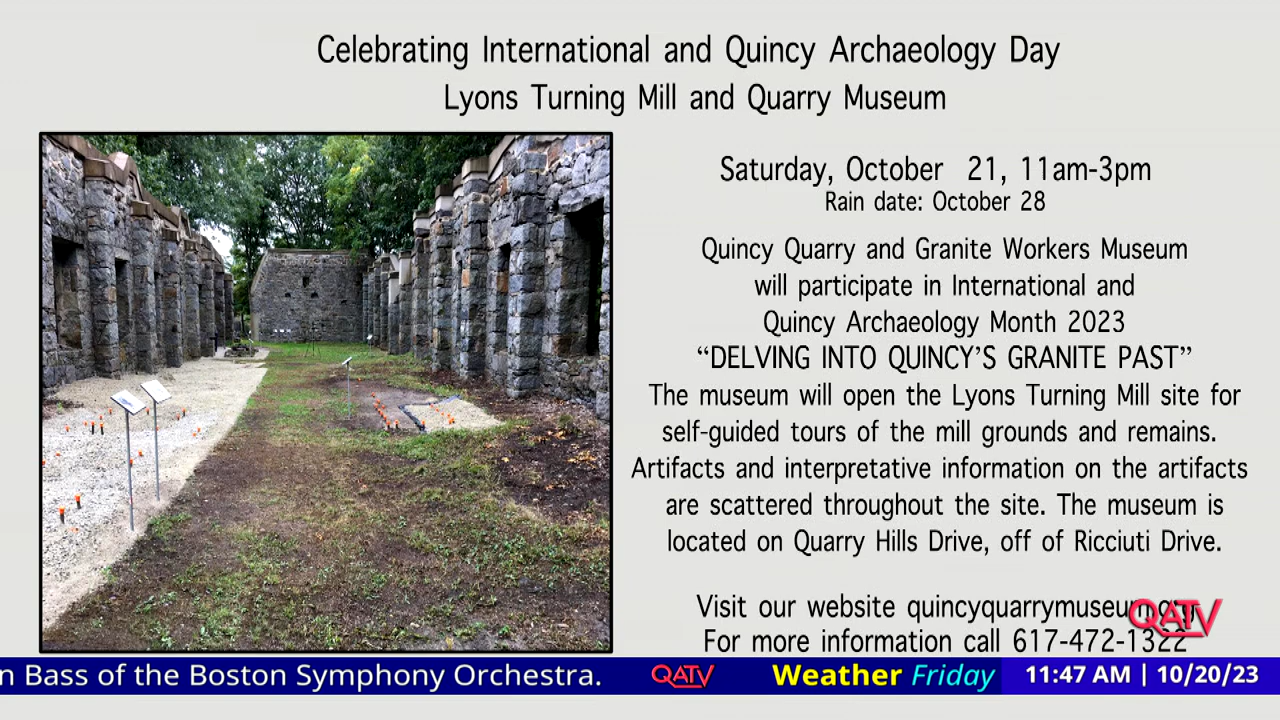 Celebrating International and Quincy Archaeology Day
Lyons Turning Mill and Quarry Museum
Saturday, October 21, 11am-3pm
Rain date: October 28
Quincy Quarry and Granite Workers Museum
will participate in International and
Quincy Archaeology Month 2023
“DELVING INTO QUINCY’S GRANITE PAST”
The museum will open the Lyons Turning Mill site for
self-guided tours of the mill grounds and remains.
Artifacts and interpretative information on the artifacts
are scattered throughout the site. The museum is
located on Quarry Hills Drive, off of Ricciuti Drive.
Visit our website quincyquarrymuseum.org
QATV
For more information call 617-472-1322
n Bass of the Boston Symphony Orchestra. QATV Weather Friday 11:47 AM | 10/20/23